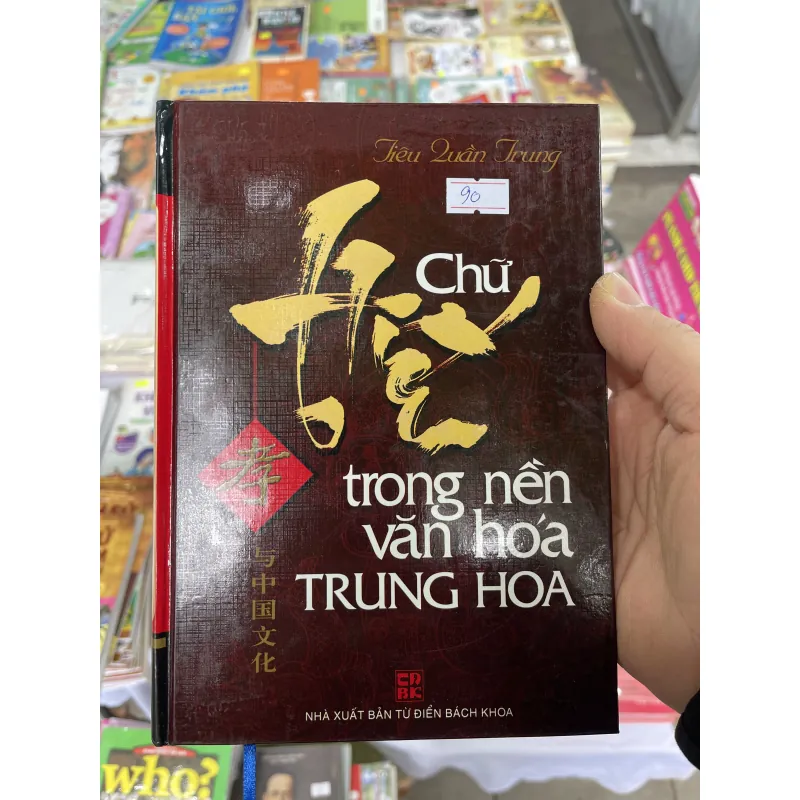 Tiêu Quần Trung
90
Chữ
Hiếu
trong nền
văn hóa
TRUNG HOA
孝
与中国文化
NHÀ XUẤT BẢN TỪ ĐIỂN BÁCH KHOA
who?